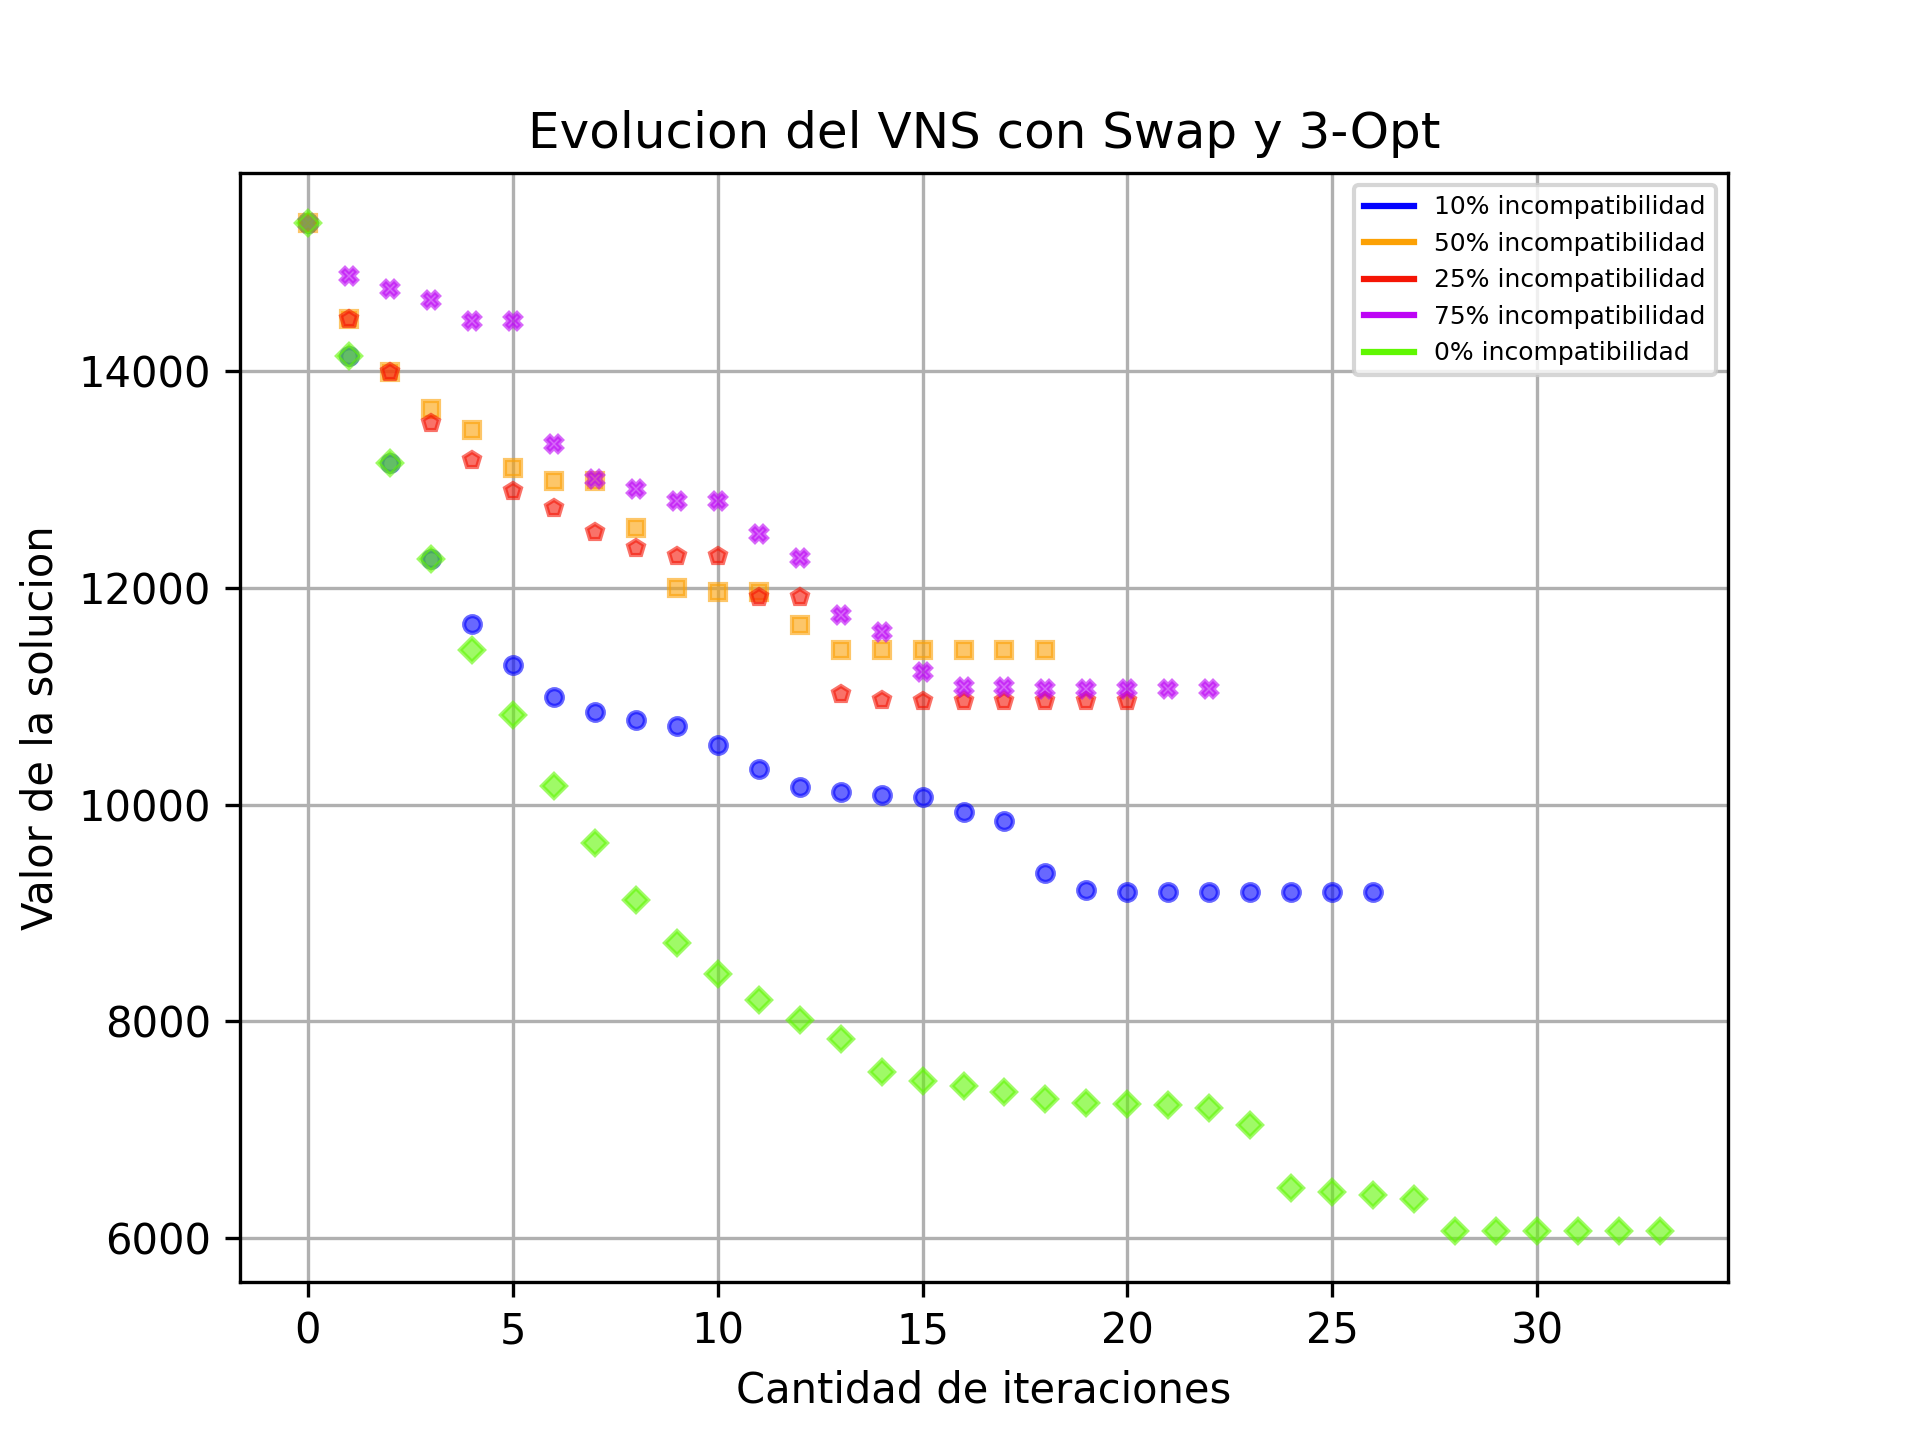 Evolucion del VNS con Swap y 3-Opt
10% incompatibilidad
50% incompatibilidad
25% incompatibilidad
75% incompatibilidad
0% incompatibilidad
Valor de la solucion
14000
12000
10000
8000
6000
0 5 10 15 20 25 30
Cantidad de iteraciones